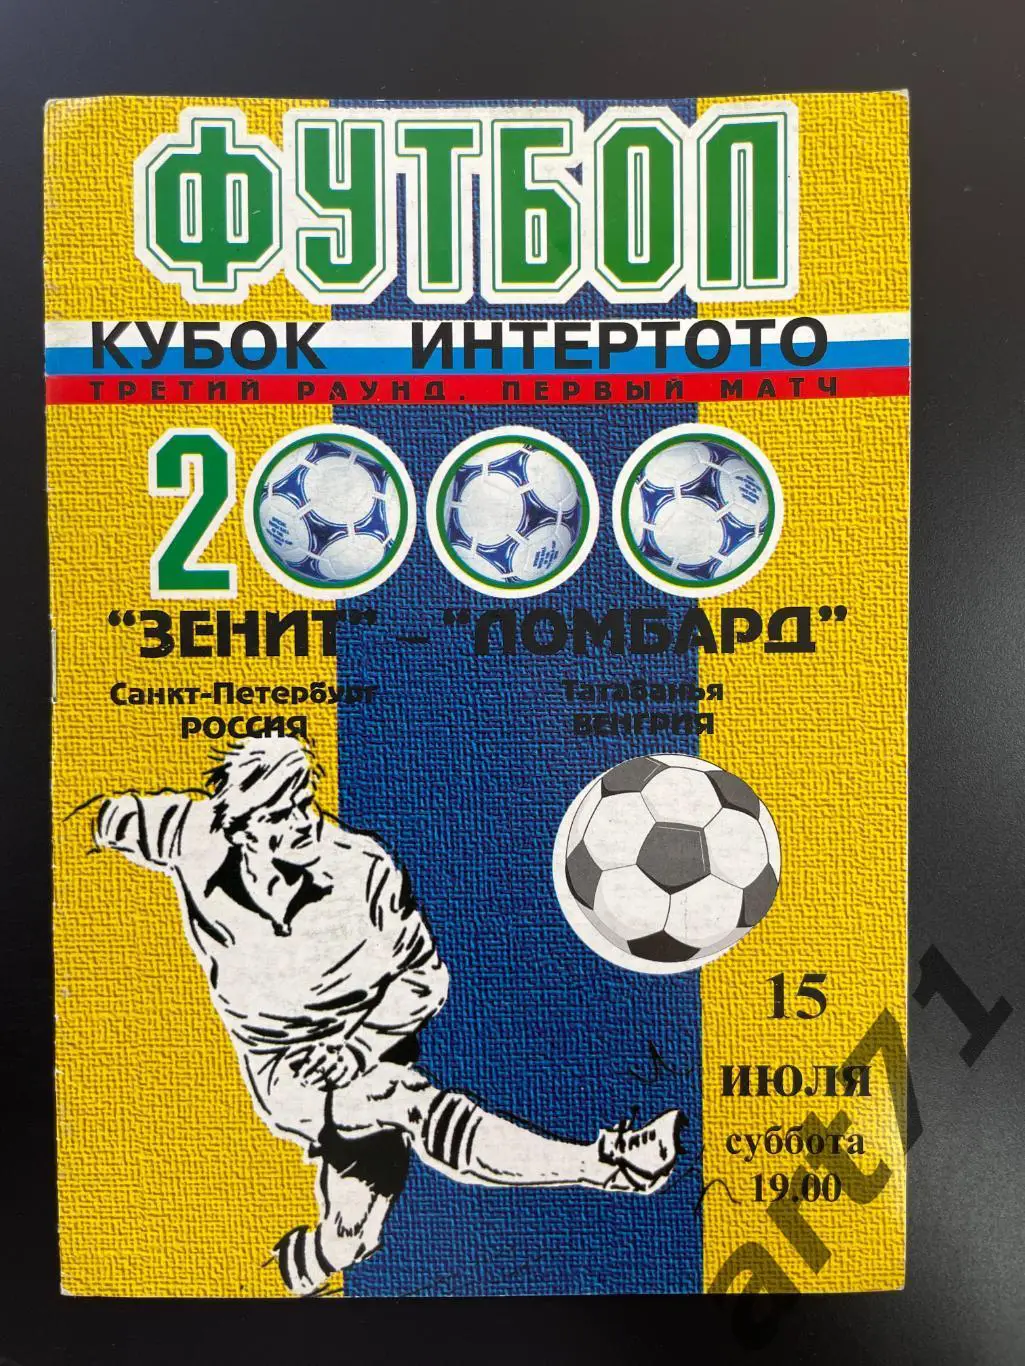 ФУТБОЛ
КУБОК ИНТЕРТОТО
ТРЕТИЙ РАУНД. ПЕРВЫЙ МАТЧ
2000
"ЗЕНИТ" – "ЛОМБАРД"
Санкт-Петербург Татабанья
РОССИЯ ВЕНГРИЯ
15
ИЮЛЯ
суббота
19.00
art71